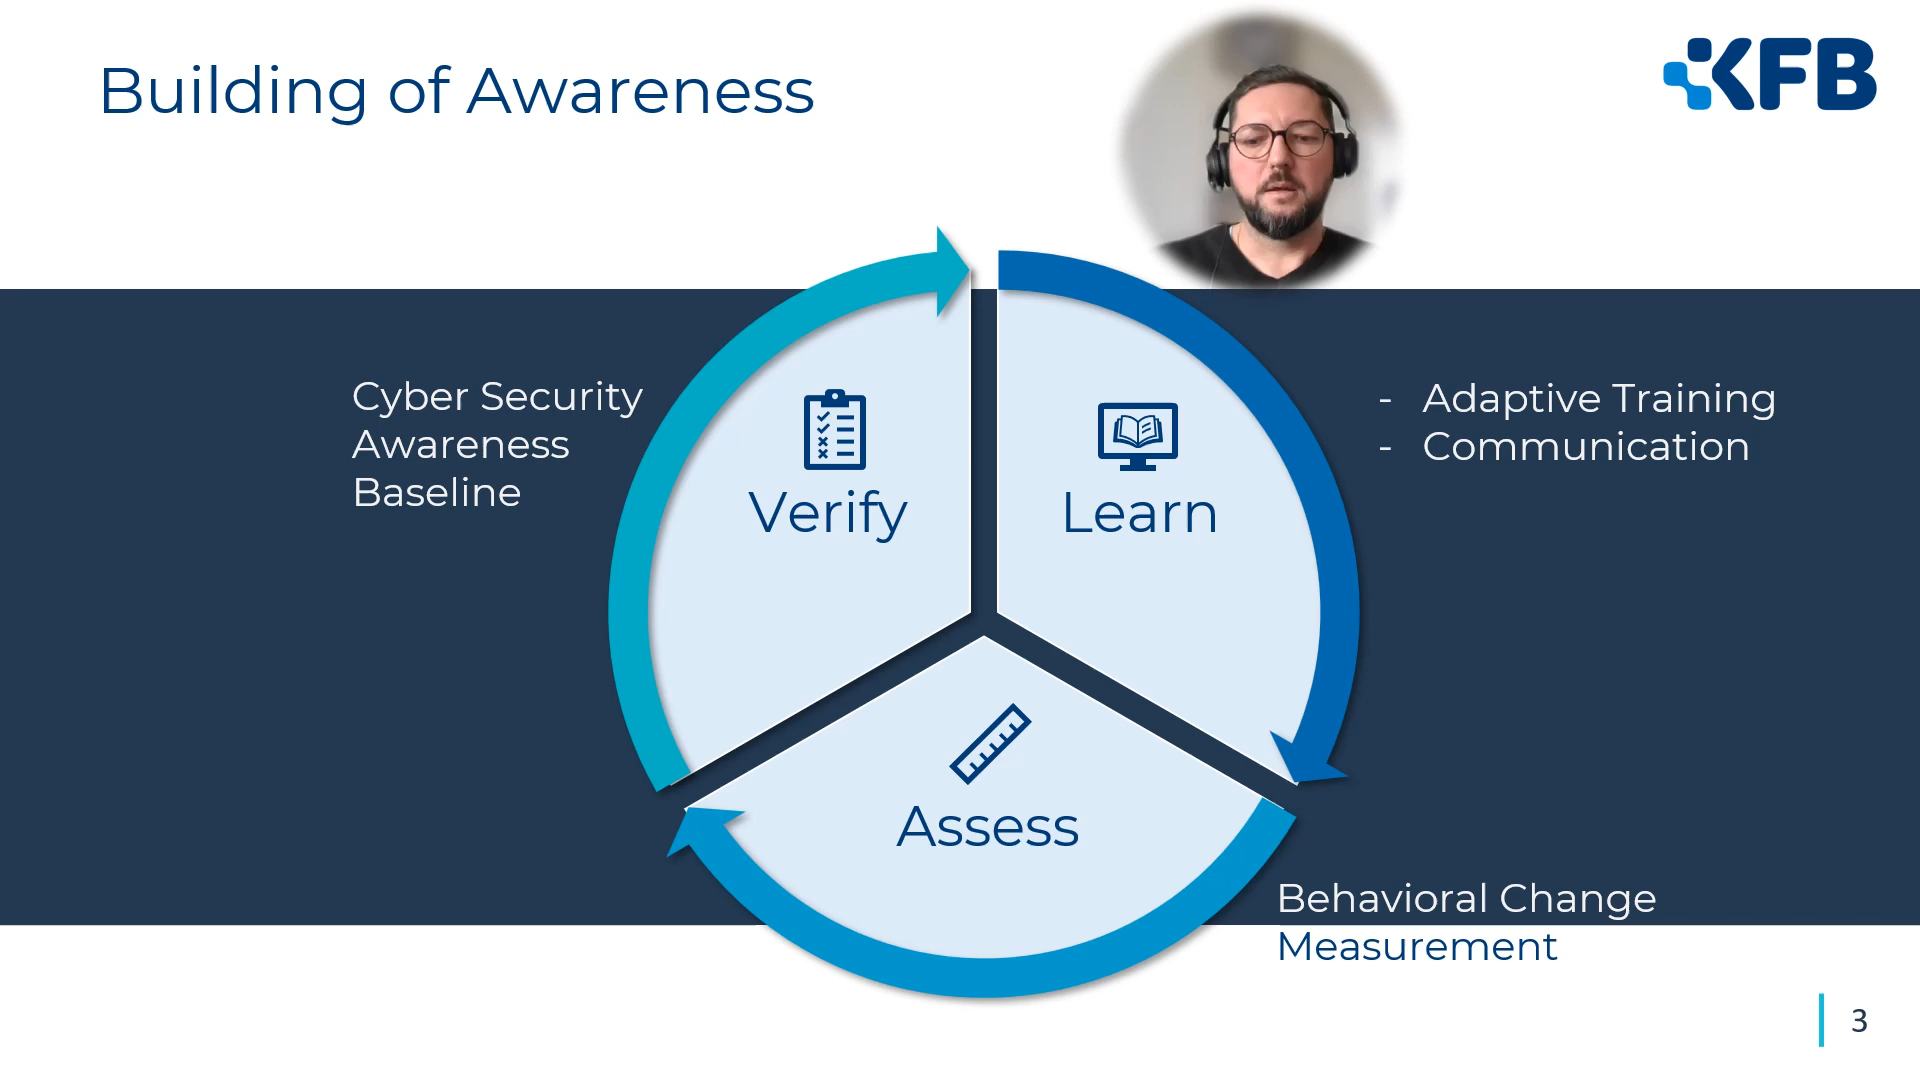 Building of Awareness
KFB
Cyber Security
Awareness
Baseline
Verify
Learn
- Adaptive Training
- Communication
Assess
Behavioral Change
Measurement
3